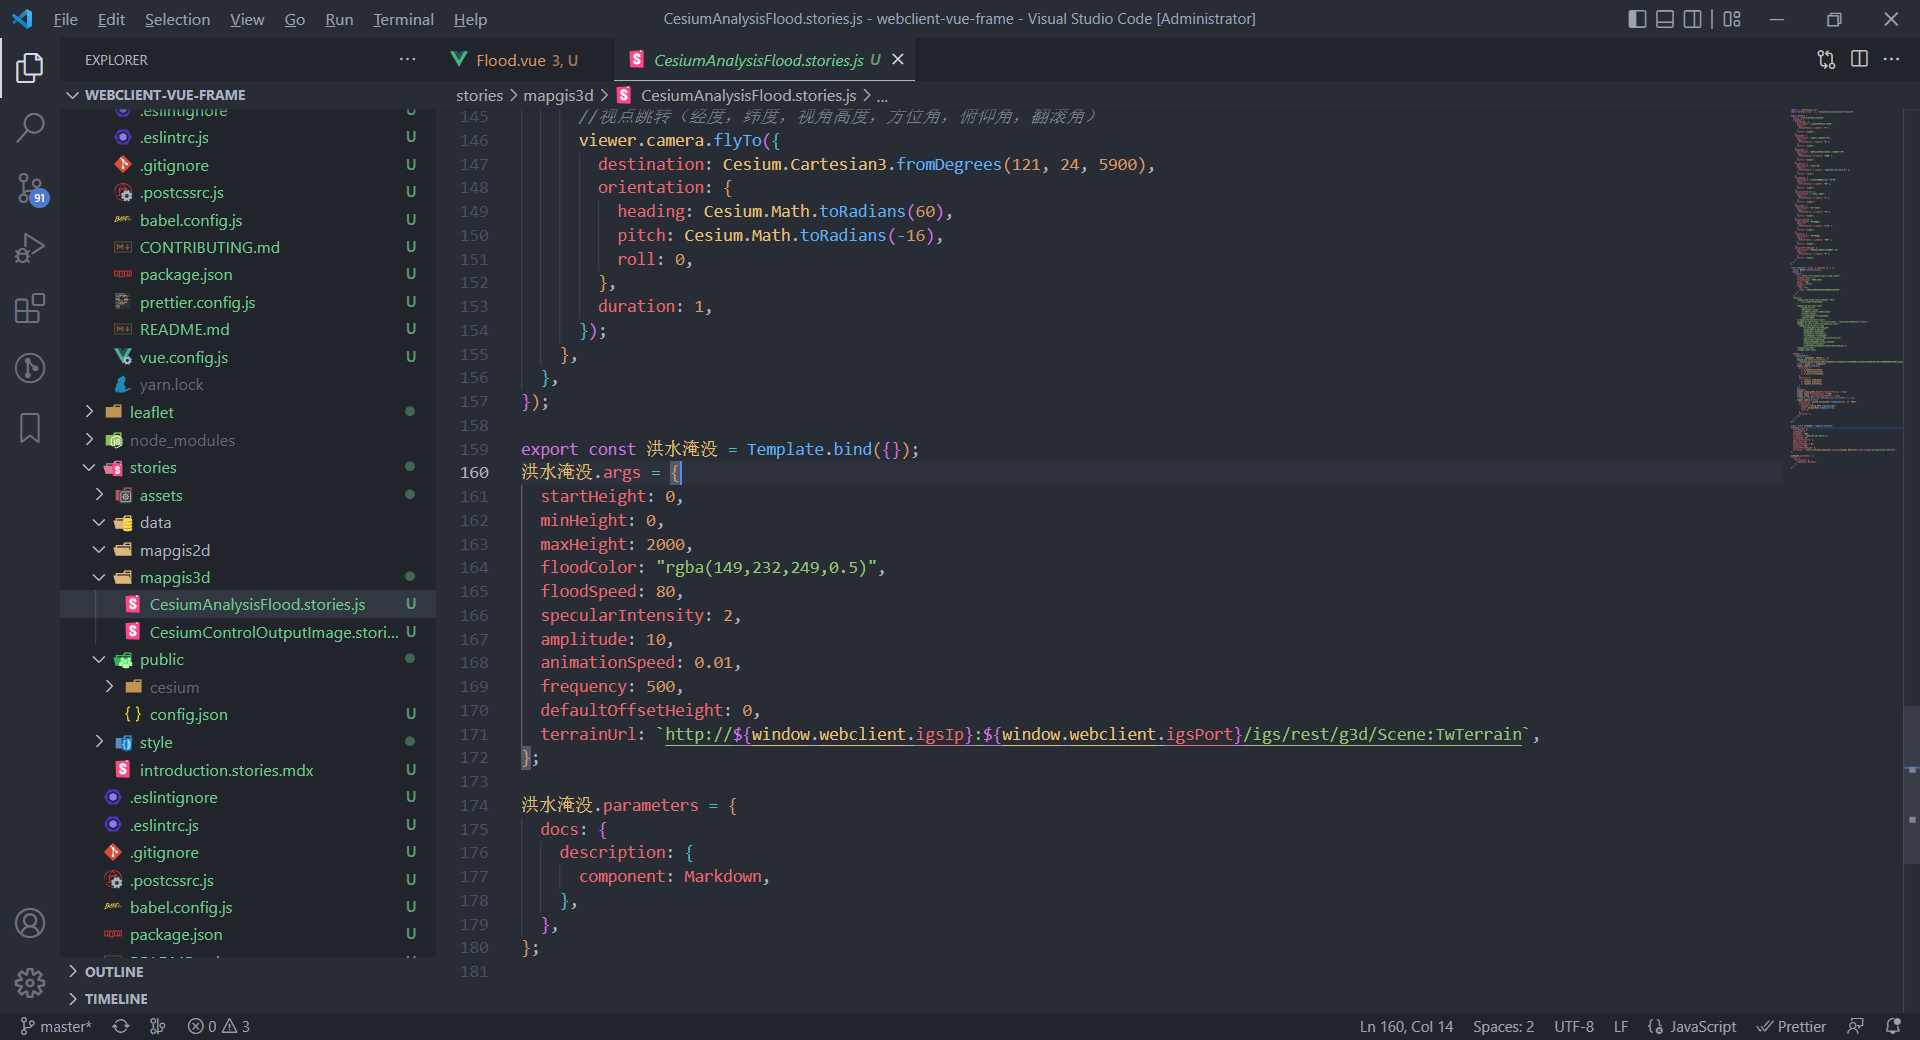 File Edit Selection View Go Run Terminal Help CesiumAnalysisFlood.stories.js - webclient-vue-frame - Visual Studio Code [Administrator]
EXPLORER
Flood.vue 3, U
CesiumAnalysisFlood.stories.js U
WEBCLIENT-VUE-FRAME
stories > mapgis3d > CesiumAnalysisFlood.stories.js > ...
.eslintignore U
.eslintrc.js U
.gitignore U
.postcssrc.js U
babel.config.js U
CONTRIBUTING.md U
package.json U
prettier.config.js U
README.md U
vue.config.js U
yarn.lock
leaflet
node_modules
stories
assets
data
mapgis2d
mapgis3d
CesiumAnalysisFlood.stories.js U
CesiumControlOutputImage.stori... U
public
cesium
config.json U
style
introduction.stories.mdx U
.eslintignore U
.eslintrc.js U
.gitignore U
.postcssrc.js U
babel.config.js U
package.json U
OUTLINE
TIMELINE
91
145 //视点跳转（经度，纬度，视角高度，方位角，俯仰角，翻滚角）
146 viewer.camera.flyTo({
147 destination: Cesium.Cartesian3.fromDegrees(121, 24, 5900),
148 orientation: {
149 heading: Cesium.Math.toRadians(60),
150 pitch: Cesium.Math.toRadians(-16),
151 roll: 0,
152 },
153 duration: 1,
154 });
155 },
156 },
157 });
158
159 export const 洪水淹没 = Template.bind({});
160 洪水淹没.args = {
161 startHeight: 0,
162 minHeight: 0,
163 maxHeight: 2000,
164 floodColor: "rgba(149,232,249,0.5)",
165 floodSpeed: 80,
166 specularIntensity: 2,
167 amplitude: 10,
168 animationSpeed: 0.01,
169 frequency: 500,
170 defaultOffsetHeight: 0,
171 terrainUrl: `http://${window.webclient.igsIp}:${window.webclient.igsPort}/igs/rest/g3d/Scene:TwTerrain`,
172 };
173
174 洪水淹没.parameters = {
175 docs: {
176 description: {
177 component: Markdown,
178 },
179 },
180 };
181
master* 0 3 Ln 160, Col 14 Spaces: 2 UTF-8 LF JavaScript Prettier